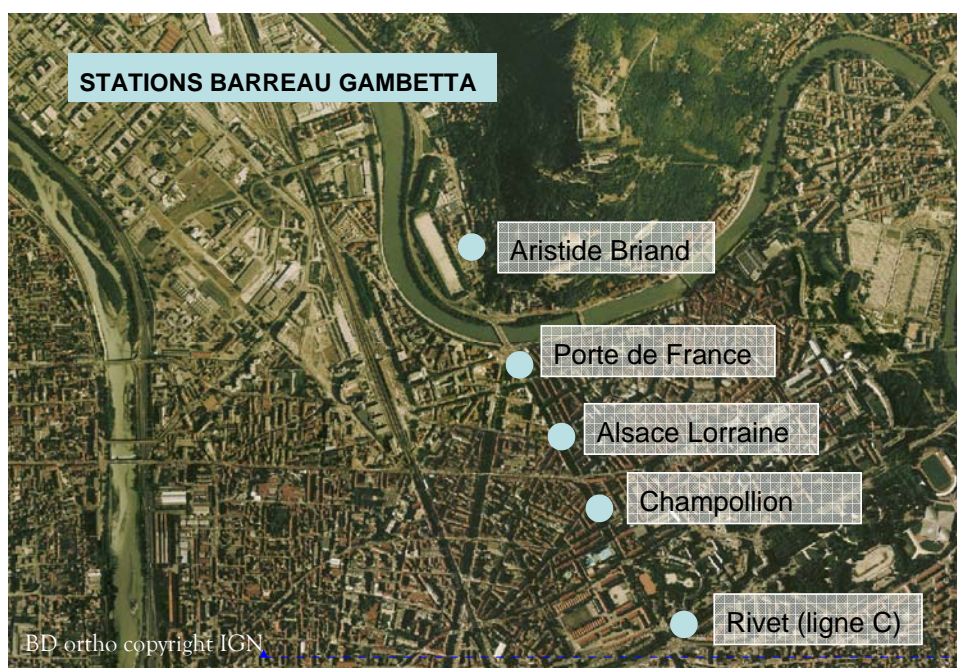 STATIONS BARREAU GAMBETTA
Aristide Briand
Porte de France
Alsace Lorraine
Champollion
Rivet (ligne C)
BD ortho copyright IGN